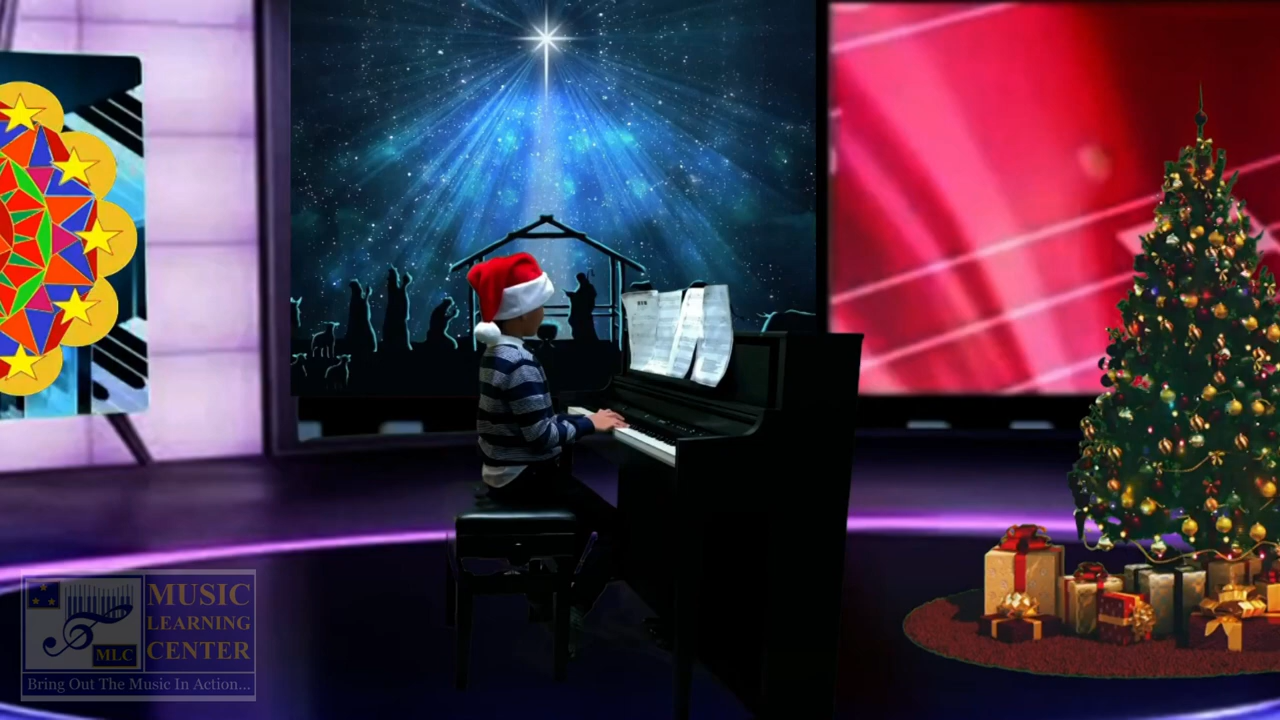 MUSIC
LEARNING
CENTER
MLC
Bring Out The Music In Action...